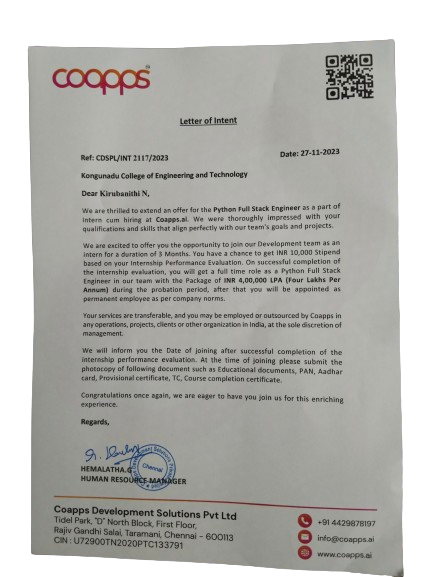 coapps
Letter of Intent
Ref: CDSPL/INT 2117/2023
Date: 27-11-2023
Kongunadu College of Engineering and Technology
Dear Kirubanithi N,
We are thrilled to extend an offer for the Python Full Stack Engineer as a part of
intern cum hiring at Coapps.ai. We were thoroughly impressed with your
qualifications and skills that align perfectly with our team's goals and projects.
We are excited to offer you the opportunity to join our Development team as an
intern for a duration of 3 Months. You have a chance to get INR 10,000 Stipend
based on your Internship Performance Evaluation. On successful completion of
the internship evaluation, you will get a full time role as a Python Full Stack
Engineer in our team with the Package of INR 4,00,000 LPA (Four Lakhs Per
Annum) during the probation period, after that you will be appointed as
permanent employee as per company norms.
Your services are transferable, and you may be employed or outsourced by Coapps in
any operations, projects, clients or other organization in India, at the sole discretion of
management.
We will inform you the Date of joining after successful completion of the
internship performance evaluation. At the time of joining please submit the
photocopy of following document such as Educational documents, PAN, Aadhar
card, Provisional certificate, TC, Course completion certificate.
Congratulations once again, we are eager to have you join us for this enriching
experience.
Regards,
Chennai
HEMALATHA.G
HUMAN RESOURCE MANAGER
Coapps Development Solutions Pvt Ltd
Tidel Park, "D" North Block, First Floor,
Rajiv Gandhi Salai, Taramani, Chennai - 600113
CIN : U72900TN2020PTC133791
+91 4429878197
info@coapps.ai
www.coapps.ai